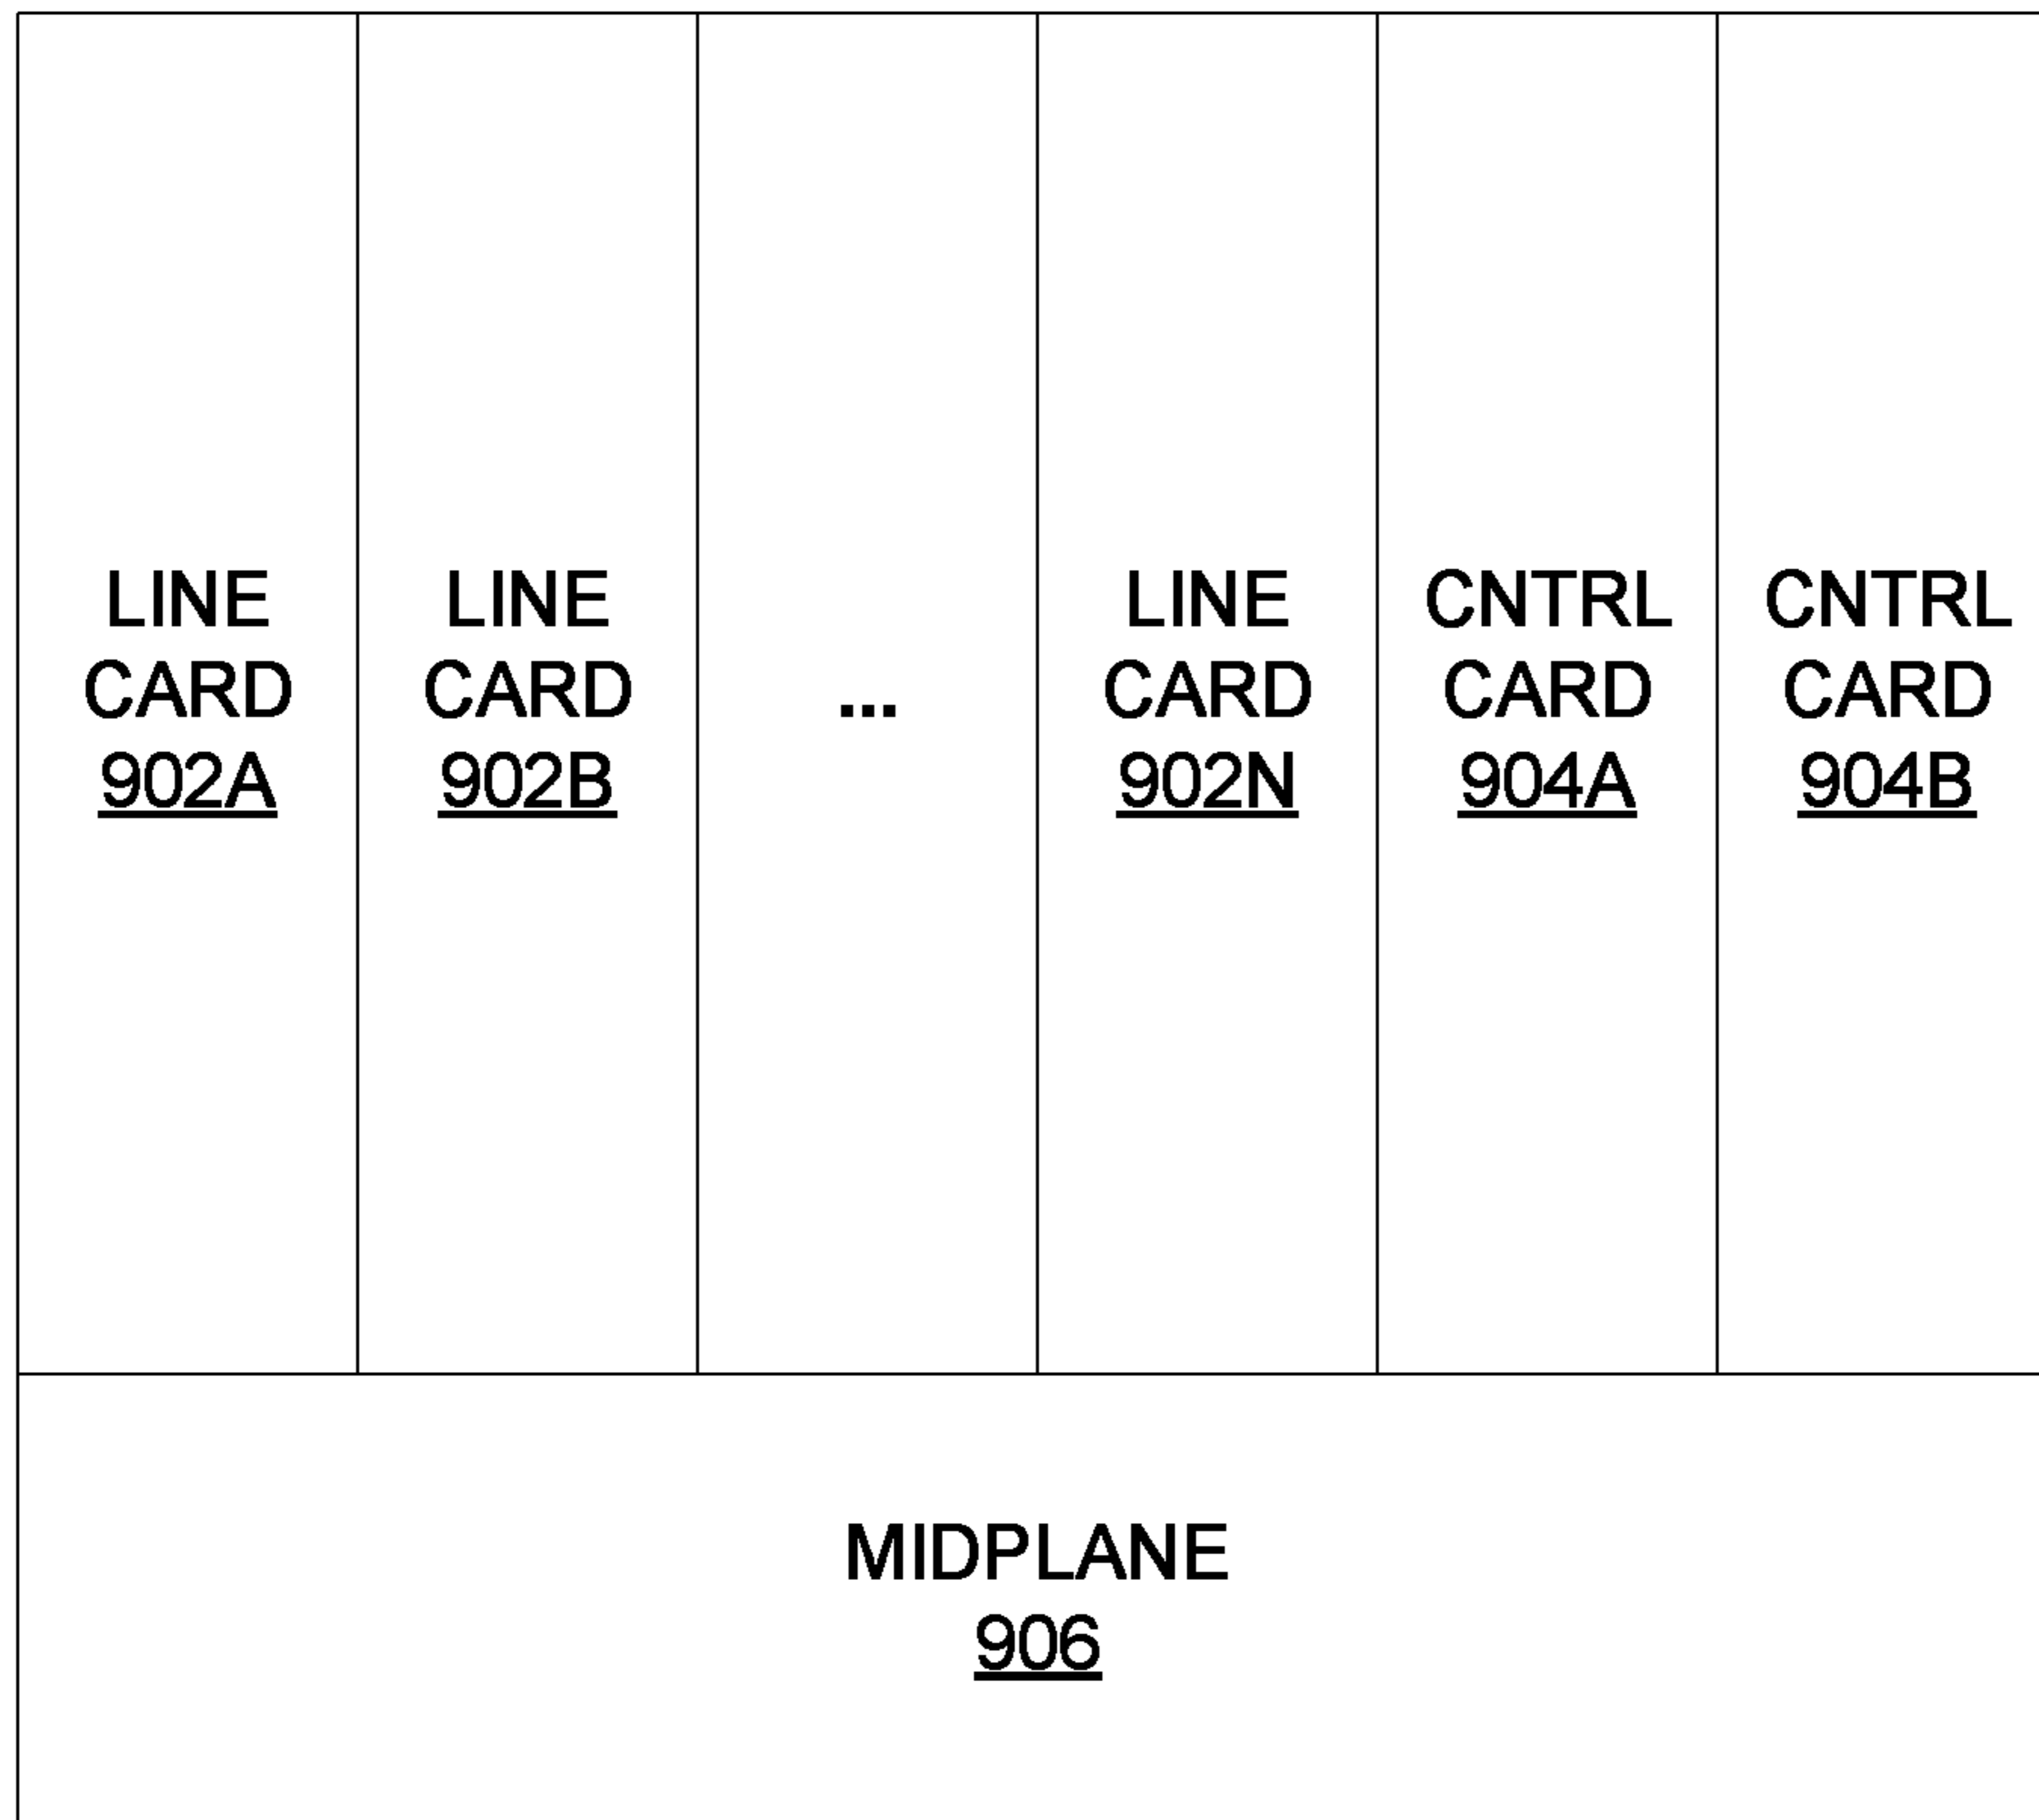 LINE
CARD
902A
LINE
CARD
902B
...
LINE
CARD
902N
CNTRL
CARD
904A
CNTRL
CARD
904B
MIDPLANE
906